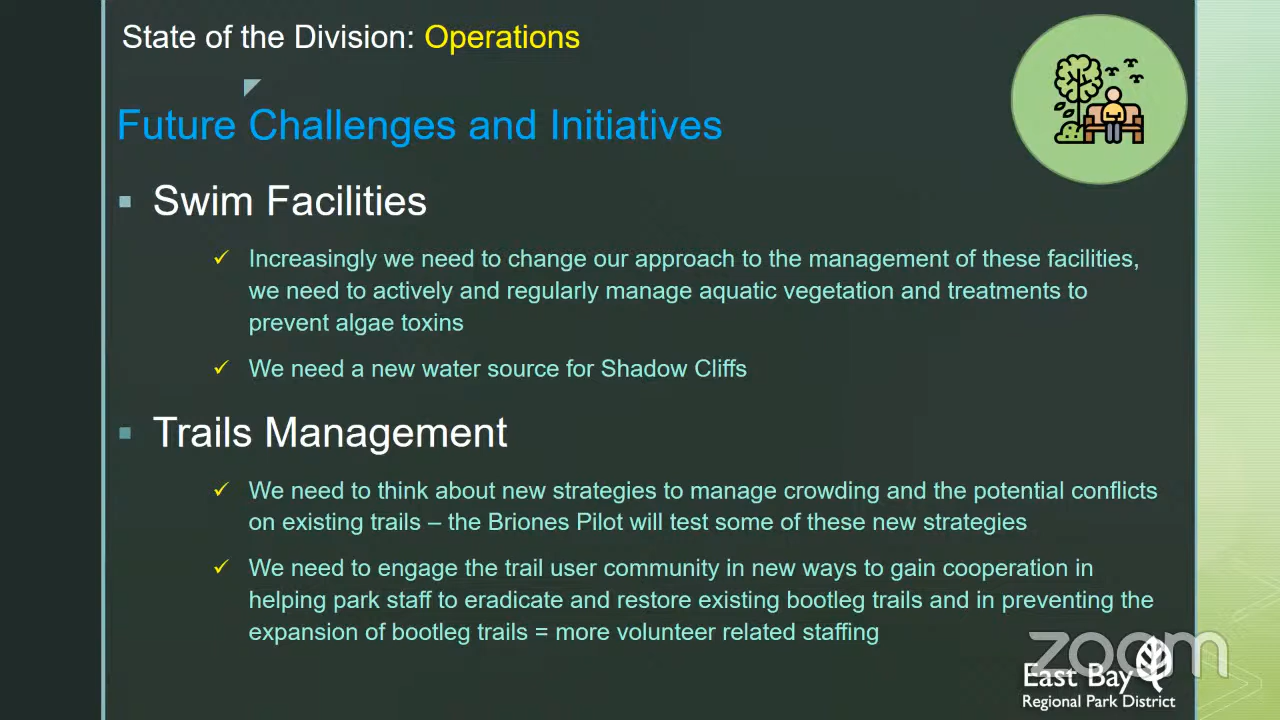 State of the Division: Operations
Future Challenges and Initiatives
Swim Facilities
Increasingly we need to change our approach to the management of these facilities,
we need to actively and regularly manage aquatic vegetation and treatments to
prevent algae toxins
We need a new water source for Shadow Cliffs
Trails Management
We need to think about new strategies to manage crowding and the potential conflicts
on existing trails – the Briones Pilot will test some of these new strategies
We need to engage the trail user community in new ways to gain cooperation in
helping park staff to eradicate and restore existing bootleg trails and in preventing the
expansion of bootleg trails = more volunteer related staffing
zoom
East Bay
Regional Park District